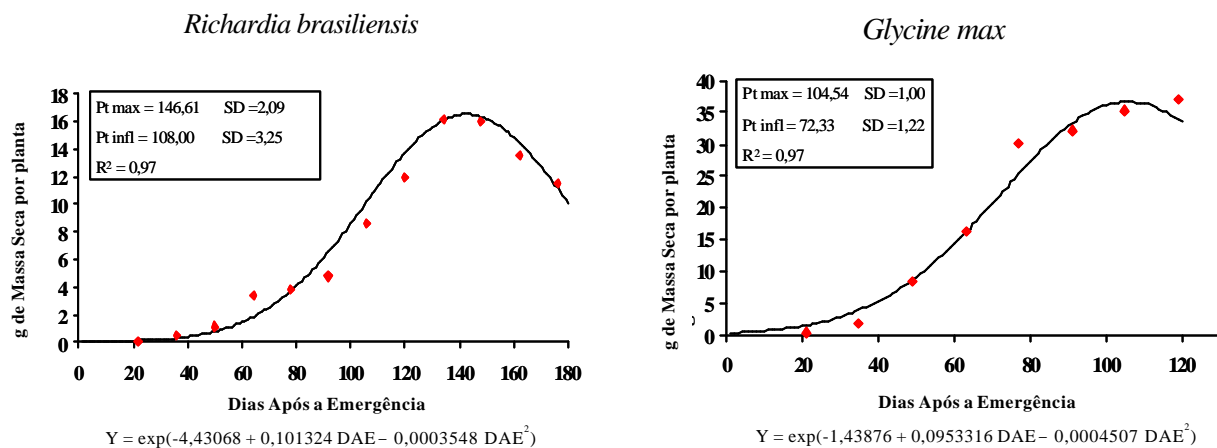 Richardia brasiliensis
18
16
14
12
10
8
6
4
2
0
g de Massa Seca por planta
Pt max = 146,61 SD =2,09
Pt infl = 108,00 SD =3,25
R² = 0,97
0 20 40 60 80 100 120 140 160 180
Dias Após a Emergência
Y = exp(-4,43068 + 0,101324 DAE – 0,0003548 DAE²)
Glycine max
40
35
30
25
20
15
10
5
0
g de Massa Seca por planta
Pt max = 104,54 SD =1,00
Pt infl = 72,33 SD =1,22
R² = 0,97
0 20 40 60 80 100 120
Dias Após a Emergência
Y = exp(-1,43876 + 0,0953316 DAE – 0,0004507 DAE²)